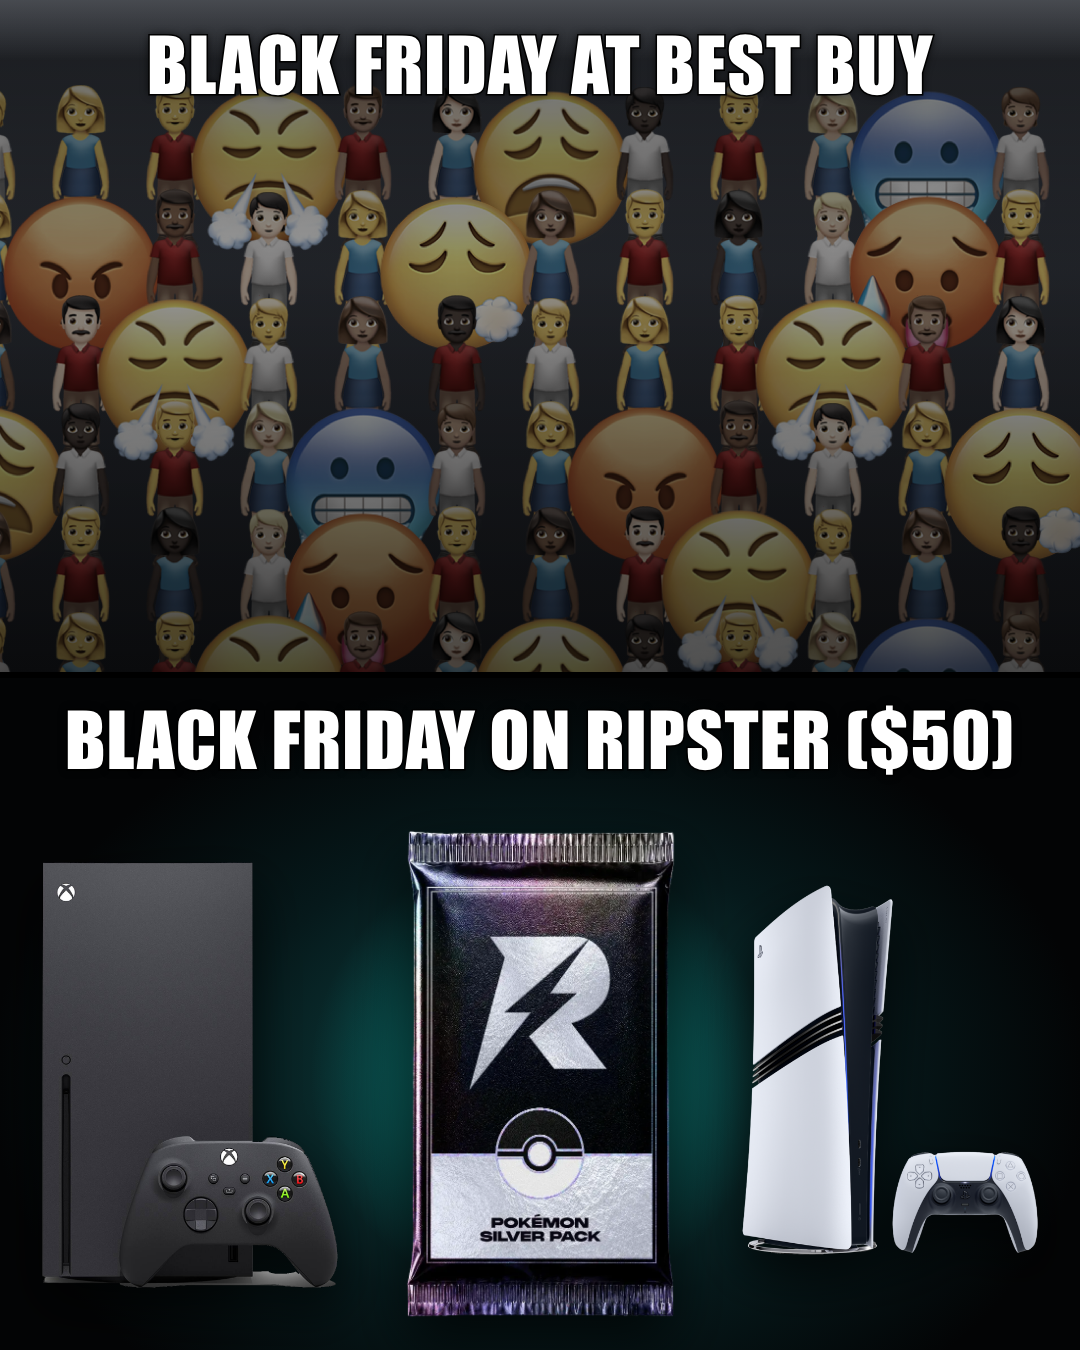 BLACK FRIDAY AT BEST BUY
BLACK FRIDAY ON RIPSTER ($50)
R
POKÉMON
SILVER PACK
Y
X
B
A